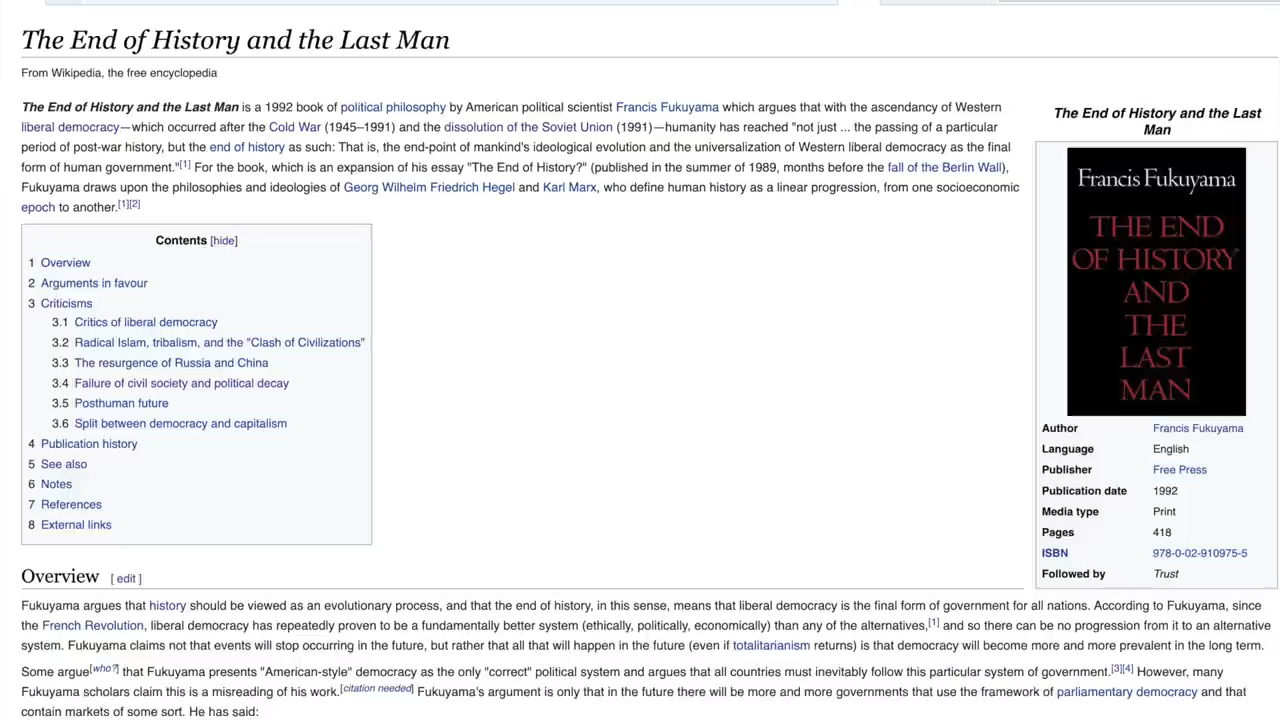 The End of History and the Last Man
From Wikipedia, the free encyclopedia
The End of History and the Last Man is a 1992 book of political philosophy by American political scientist Francis Fukuyama which argues that with the ascendancy of Western
liberal democracy—which occurred after the Cold War (1945–1991) and the dissolution of the Soviet Union (1991)—humanity has reached "not just ... the passing of a particular
period of post-war history, but the end of history as such: That is, the end-point of mankind's ideological evolution and the universalization of Western liberal democracy as the final
form of human government."[1] For the book, which is an expansion of his essay "The End of History?" (published in the summer of 1989, months before the fall of the Berlin Wall),
Fukuyama draws upon the philosophies and ideologies of Georg Wilhelm Friedrich Hegel and Karl Marx, who define human history as a linear progression, from one socioeconomic
epoch to another.[1][2]
Contents [hide]
1 Overview
2 Arguments in favour
3 Criticisms
3.1 Critics of liberal democracy
3.2 Radical Islam, tribalism, and the "Clash of Civilizations"
3.3 The resurgence of Russia and China
3.4 Failure of civil society and political decay
3.5 Posthuman future
3.6 Split between democracy and capitalism
4 Publication history
5 See also
6 Notes
7 References
8 External links
The End of History and the Last
Man
Francis Fukuyama
THE END
OF HISTORY
AND
THE
LAST
MAN
Author Francis Fukuyama
Language English
Publisher Free Press
Publication date 1992
Media type Print
Pages 418
ISBN 978-0-02-910975-5
Followed by Trust
Overview [ edit ]
Fukuyama argues that history should be viewed as an evolutionary process, and that the end of history, in this sense, means that liberal democracy is the final form of government for all nations. According to Fukuyama, since
the French Revolution, liberal democracy has repeatedly proven to be a fundamentally better system (ethically, politically, economically) than any of the alternatives,[1] and so there can be no progression from it to an alternative
system. Fukuyama claims not that events will stop occurring in the future, but rather that all that will happen in the future (even if totalitarianism returns) is that democracy will become more and more prevalent in the long term.
Some argue[who?] that Fukuyama presents "American-style" democracy as the only "correct" political system and argues that all countries must inevitably follow this particular system of government.[3][4] However, many
Fukuyama scholars claim this is a misreading of his work.[citation needed] Fukuyama's argument is only that in the future there will be more and more governments that use the framework of parliamentary democracy and that
contain markets of some sort. He has said: